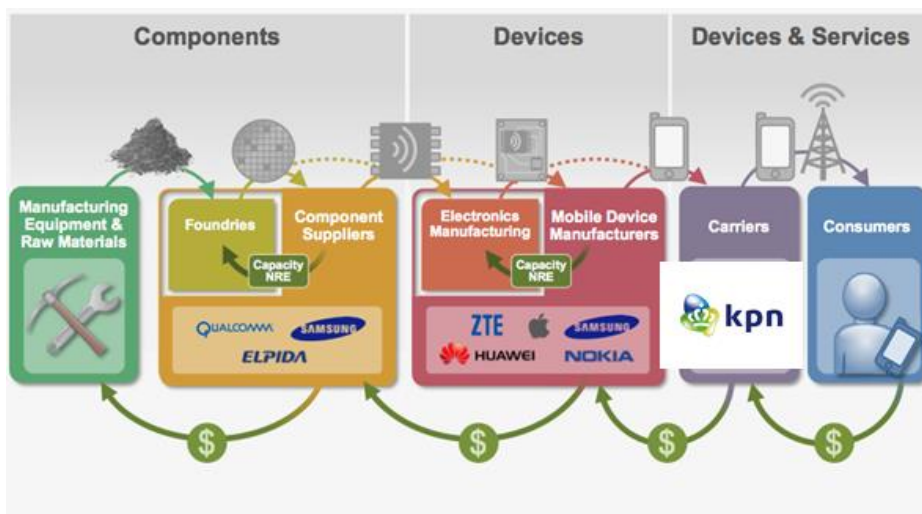 Components
Devices
Devices & Services
Manufacturing
Equipment &
Raw Materials
Foundries
Component
Suppliers
Capacity
NRE
QUALCOMM
SAMSUNG
ELPIDA
Electronics
Manufacturing
Mobile Device
Manufacturers
Capacity
NRE
ZTE
SAMSUNG
HUAWEI
NOKIA
Carriers
kpn
Consumers
$
$
$
$